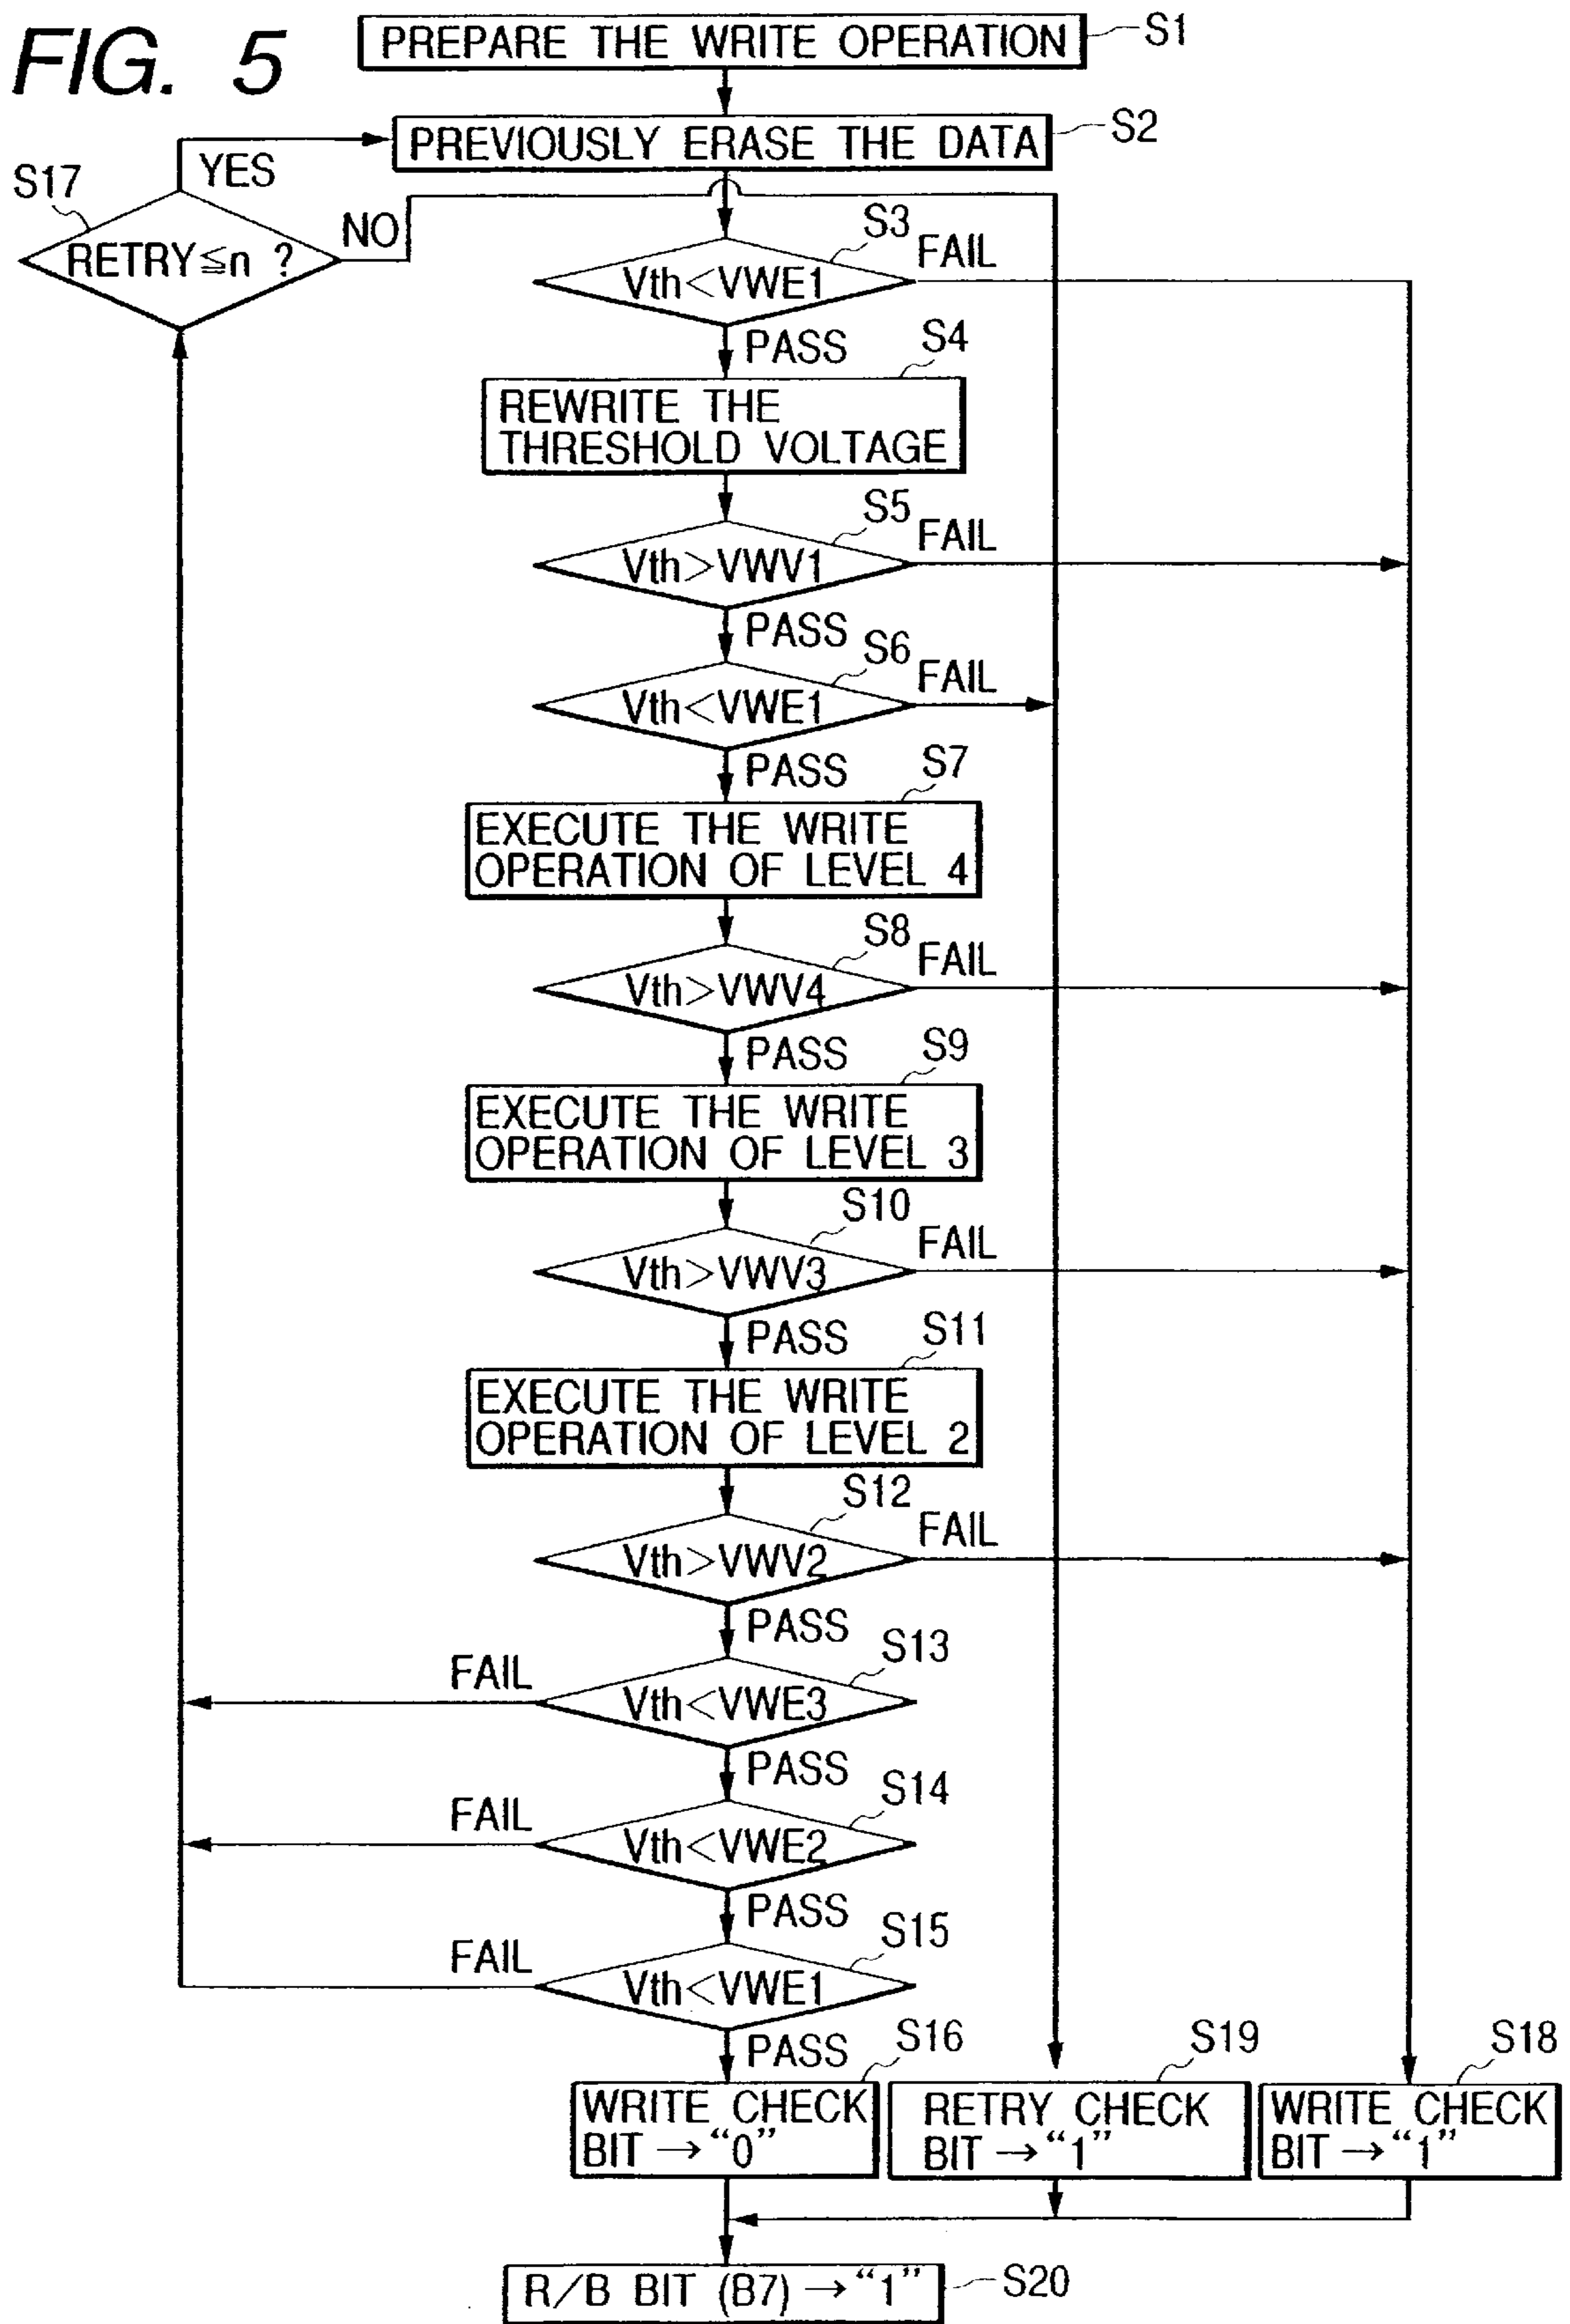 FIG. 5
PREPARE THE WRITE OPERATION
S1
PREVIOUSLY ERASE THE DATA
S2
YES
S17
RETRY≦n ?
NO
S3
Vth<VWE1
FAIL
PASS
S4
REWRITE THE
THRESHOLD VOLTAGE
S5
Vth>VWV1
FAIL
PASS
S6
Vth<VWE1
FAIL
PASS
S7
EXECUTE THE WRITE
OPERATION OF LEVEL 4
S8
Vth>VWV4
FAIL
PASS
S9
EXECUTE THE WRITE
OPERATION OF LEVEL 3
S10
Vth>VWV3
FAIL
PASS
S11
EXECUTE THE WRITE
OPERATION OF LEVEL 2
S12
Vth>VWV2
FAIL
PASS
S13
FAIL
Vth<VWE3
PASS
S14
FAIL
Vth<VWE2
PASS
S15
FAIL
Vth<VWE1
PASS
S16
WRITE CHECK
BIT → “0”
S19
RETRY CHECK
BIT → “1”
S18
WRITE CHECK
BIT → “1”
R/B BIT (B7) → “1”
S20